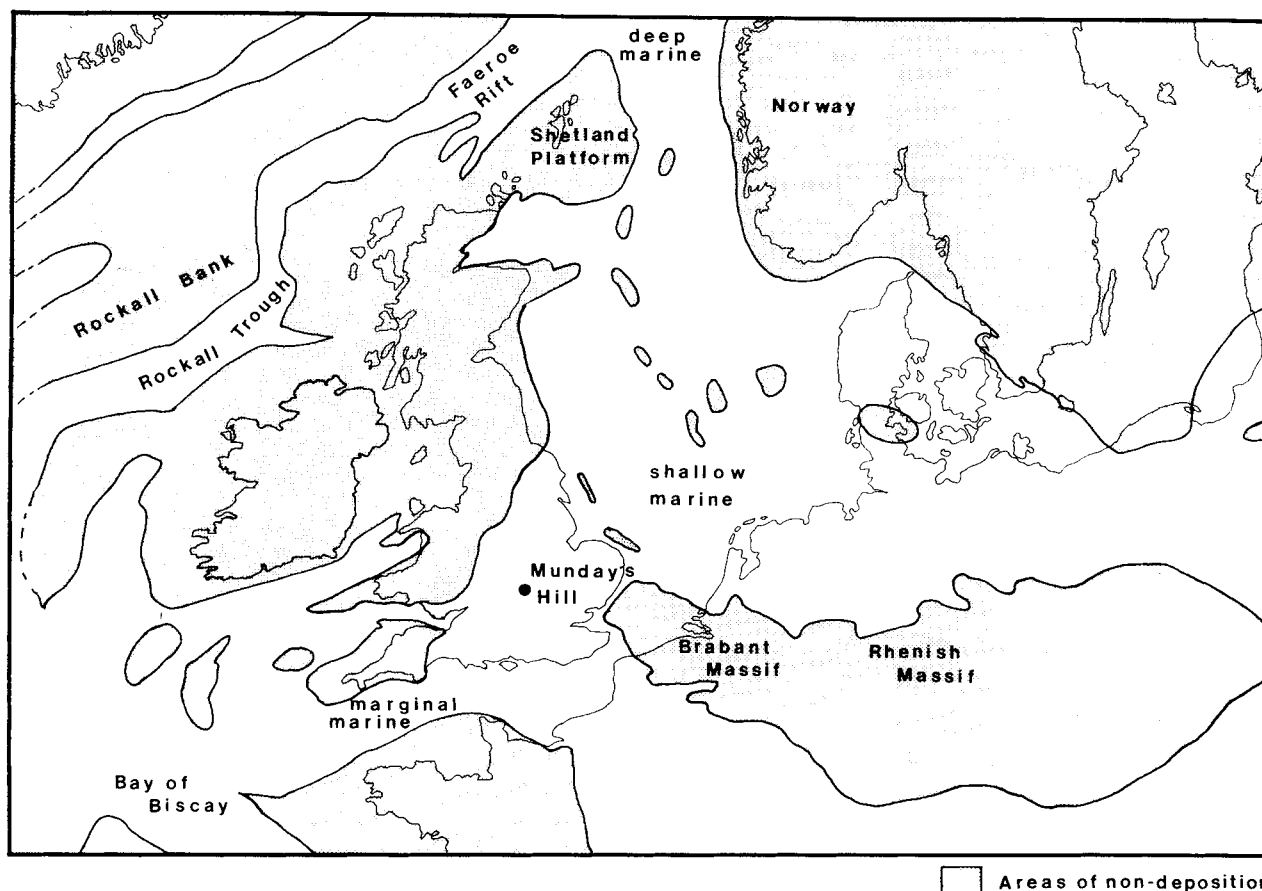 deep
marine
Faeroe
Rift
Norway
Shetland
Platform
Rockall Bank
Rockall Trough
shallow
marine
Munday's
Hill
Brabant
Massif
Rhenish
Massif
marginal
marine
Bay of
Biscay
Areas of non-deposition